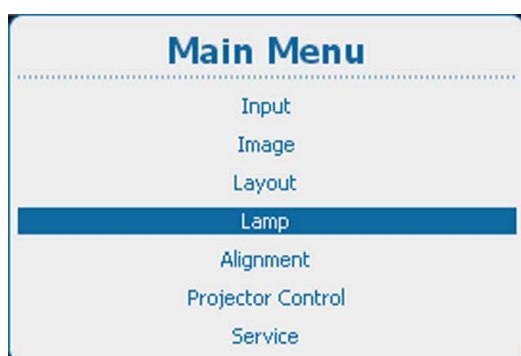 Main Menu
Input
Image
Layout
Lamp
Alignment
Projector Control
Service